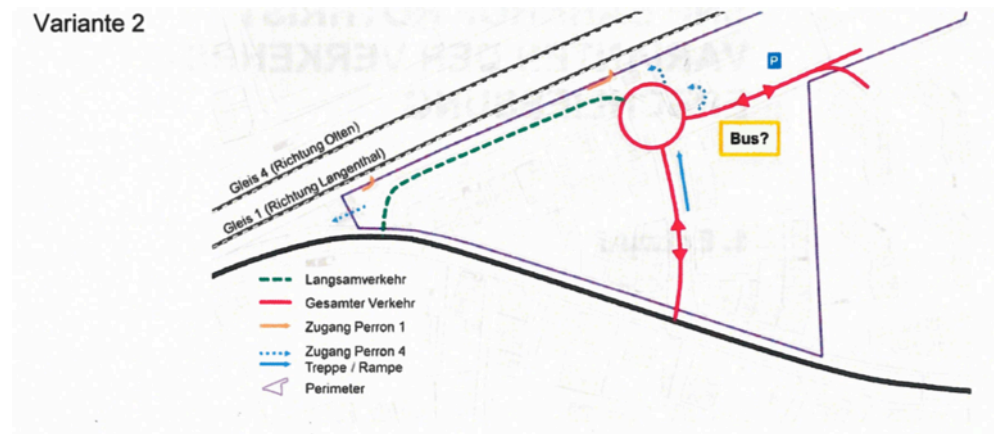 Variante 2
P
Bus?
Gleis 4 (Richtung Olten)
Gleis 1 (Richtung Langenthal)
Langsamverkehr
Gesamter Verkehr
Zugang Perron 1
Zugang Perron 4
Treppe / Rampe
Perimeter